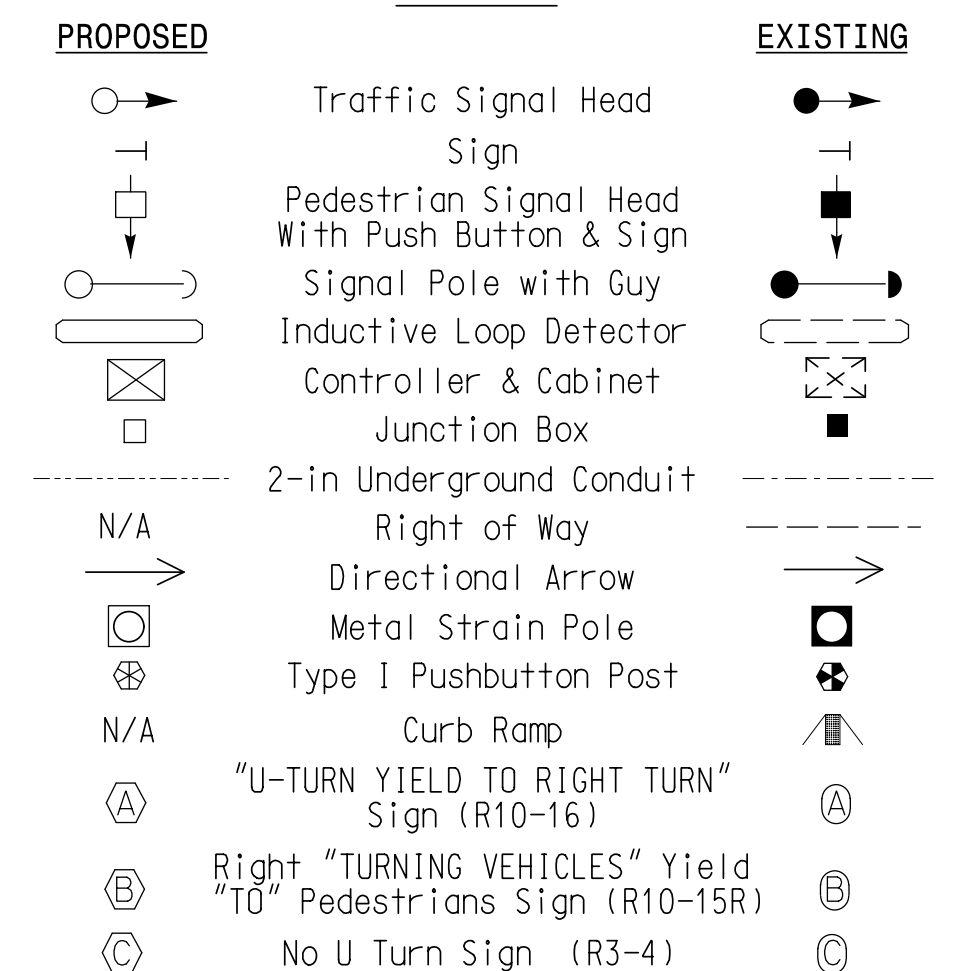 PROPOSED EXISTING
Traffic Signal Head
Sign
Pedestrian Signal Head
With Push Button & Sign
Signal Pole with Guy
Inductive Loop Detector
Controller & Cabinet
Junction Box
2-in Underground Conduit
N/A Right of Way
Directional Arrow
Metal Strain Pole
Type I Pushbutton Post
N/A Curb Ramp
"U-TURN YIELD TO RIGHT TURN"
A Sign (R10-16) A
Right "TURNING VEHICLES" Yield
B "TO" Pedestrians Sign (R10-15R) B
C No U Turn Sign (R3-4) C